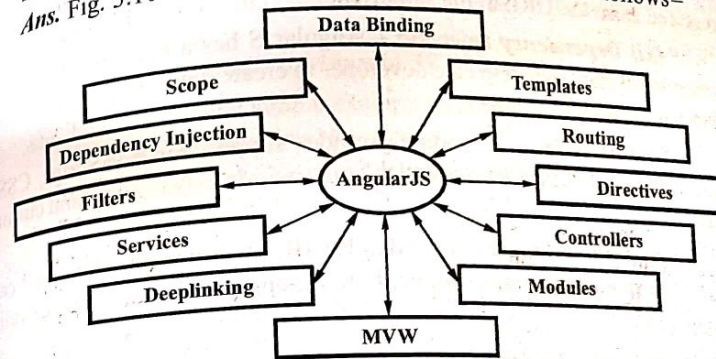 Ans. Fig.
Data Binding
Scope
Templates
Dependency Injection
Routing
AngularJS
Filters
Directives
Services
Controllers
Deeplinking
Modules
MVW